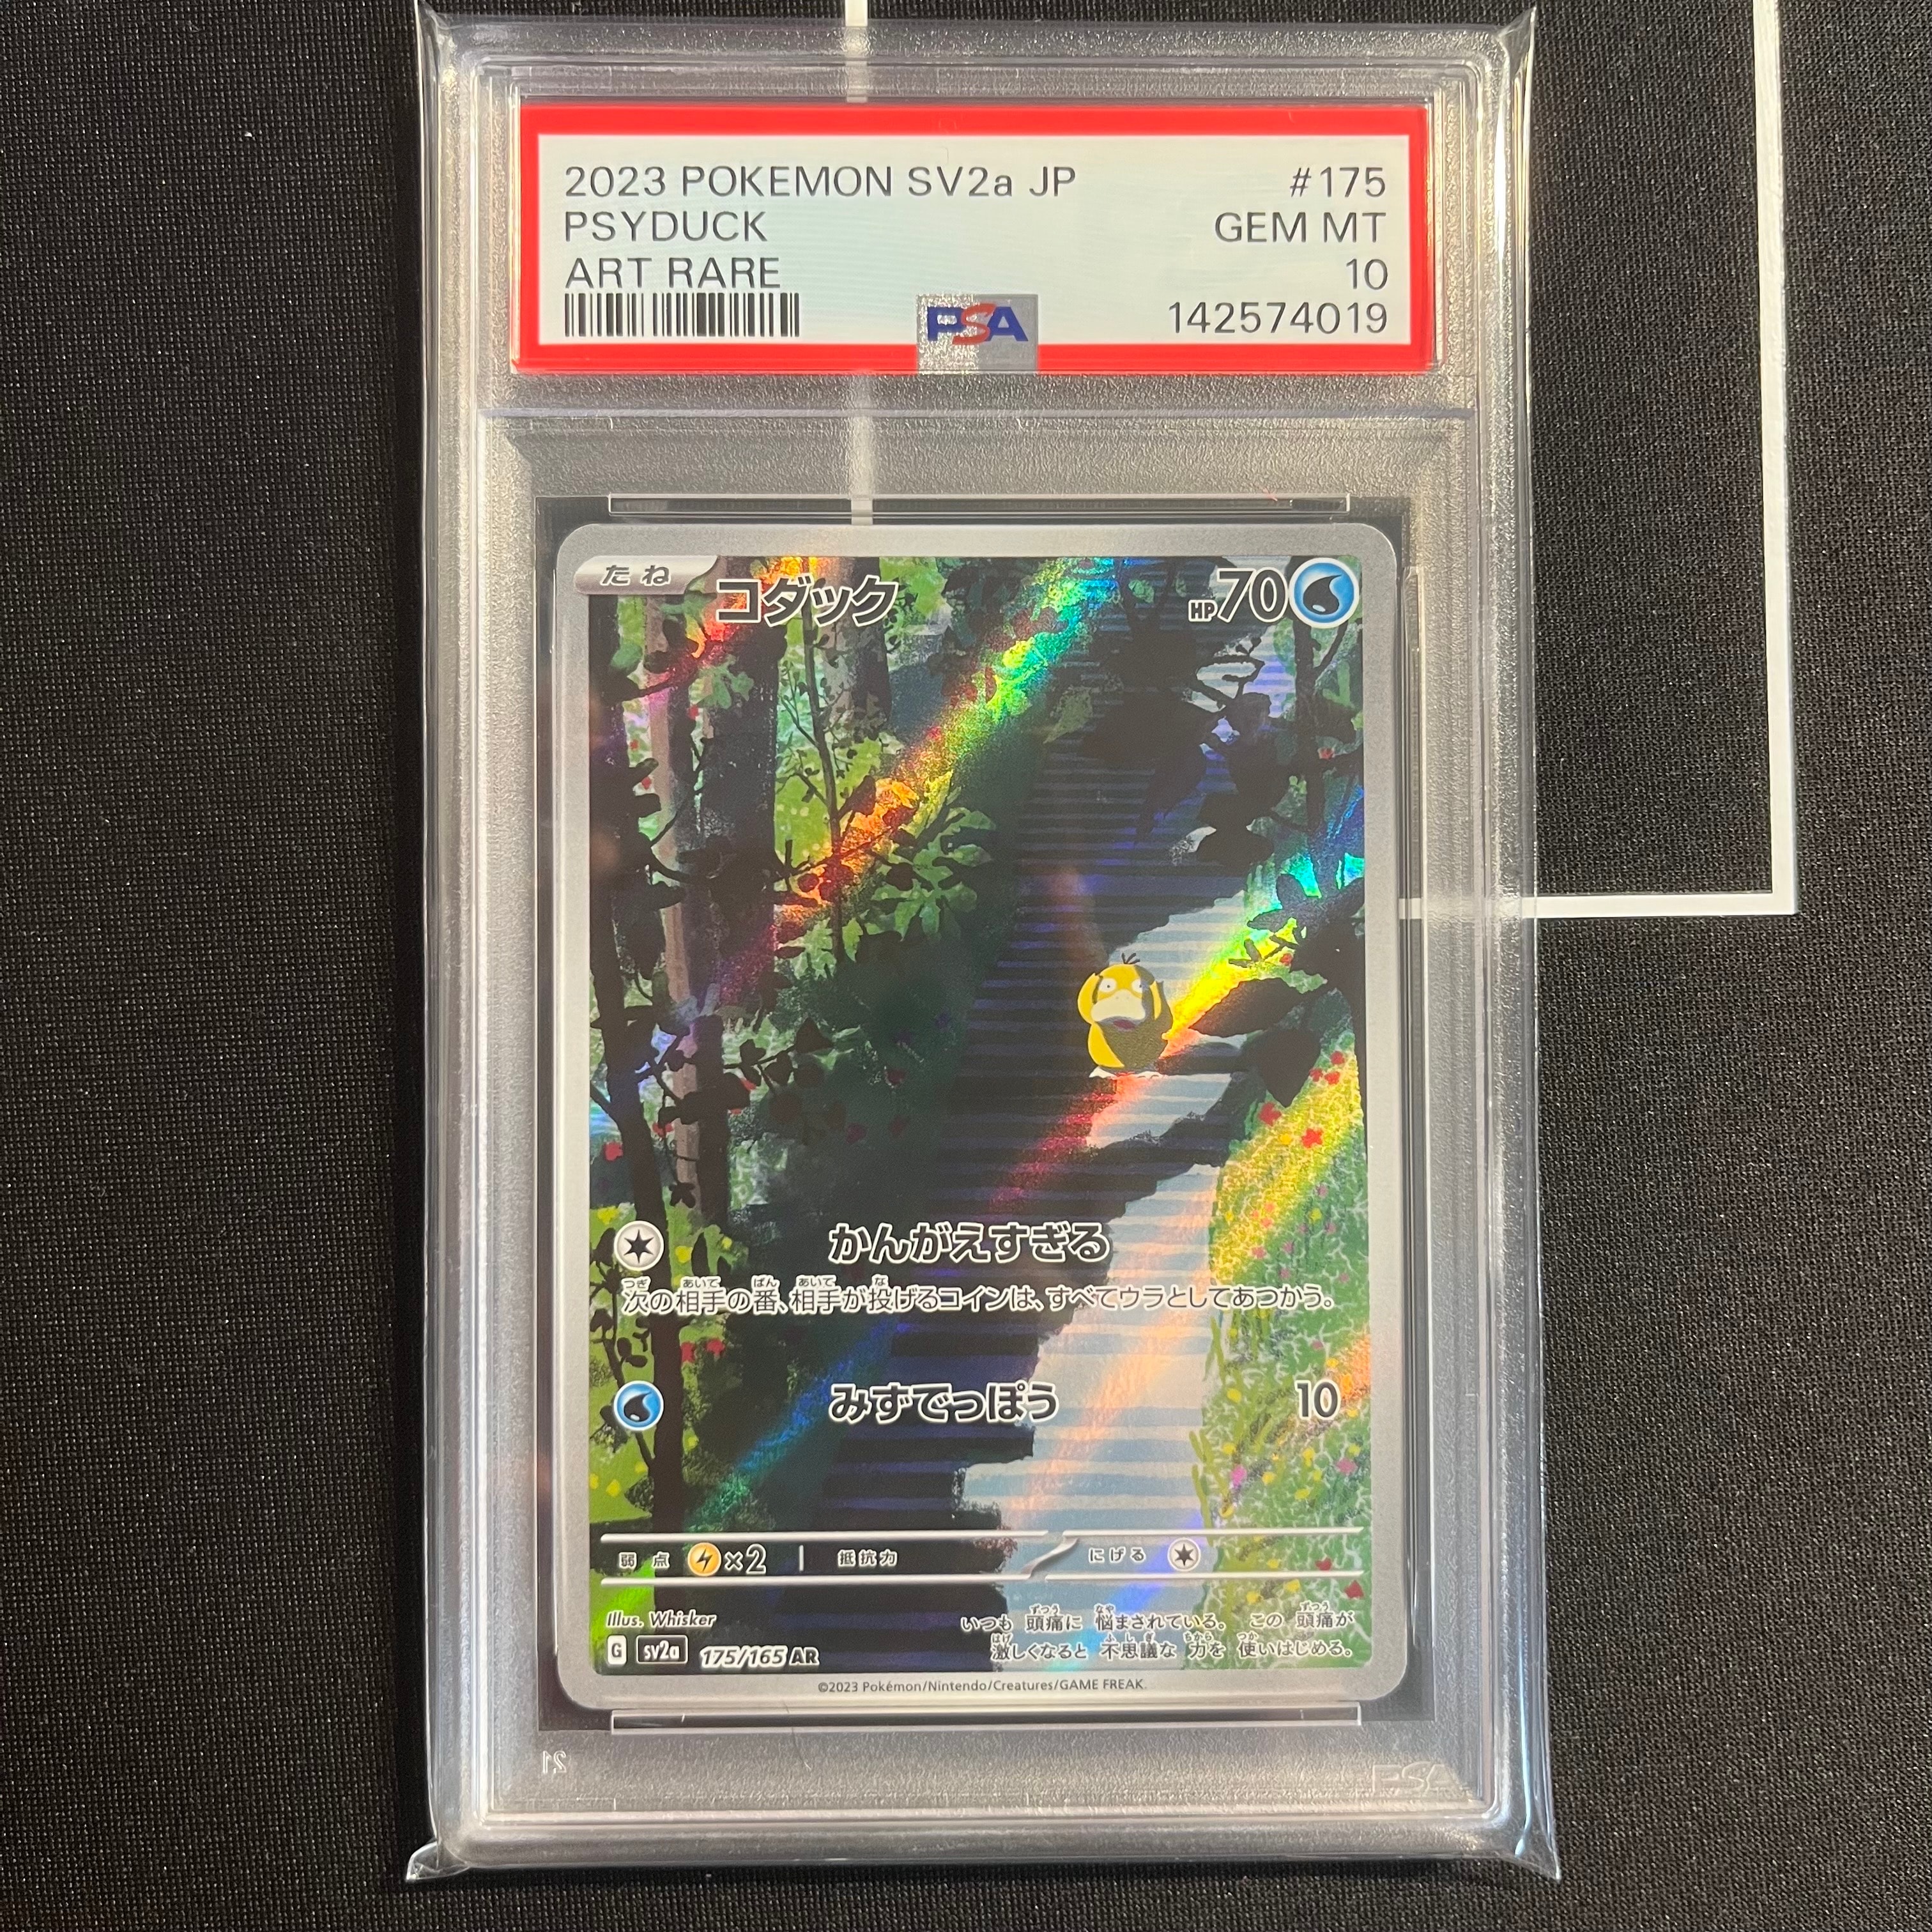 2023 POKEMON SV2a JP #175
PSYDUCK GEM MT
ART RARE 10
PSA 142574019
たね コダック HP70
かんがえすぎる
次の相手の番、相手が投げるコインは、すべてウラとしてあつかう。
みずでっぽう 10
弱点 ×2 抵抗力 にげる
Illus. Whisker
いつも 頭痛に 悩まされている。 この 頭痛が
激しくなると 不思議な 力を 使いはじめる。
G sv2a 175/165 AR
©2023 Pokémon/Nintendo/Creatures/GAME FREAK.